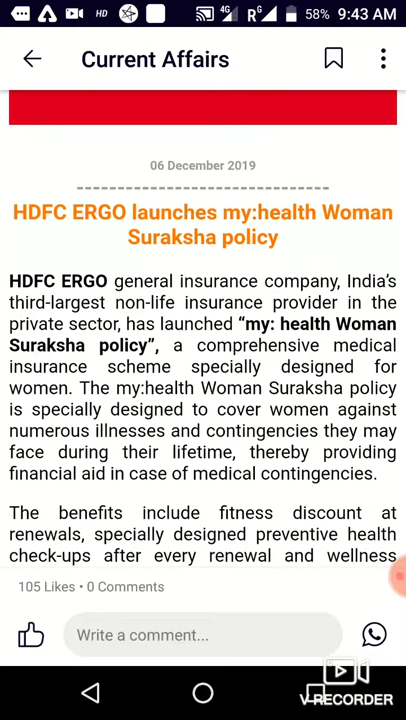 HD 4G R G 58% 9:43 AM
Current Affairs
06 December 2019
------------------------------
HDFC ERGO launches my:health Woman
Suraksha policy
HDFC ERGO general insurance company, India's
third-largest non-life insurance provider in the
private sector, has launched “my: health Woman
Suraksha policy”, a comprehensive medical
insurance scheme specially designed for
women. The my:health Woman Suraksha policy
is specially designed to cover women against
numerous illnesses and contingencies they may
face during their lifetime, thereby providing
financial aid in case of medical contingencies.
The benefits include fitness discount at
renewals, specially designed preventive health
check-ups after every renewal and wellness
105 Likes • 0 Comments
Write a comment...
V RECORDER